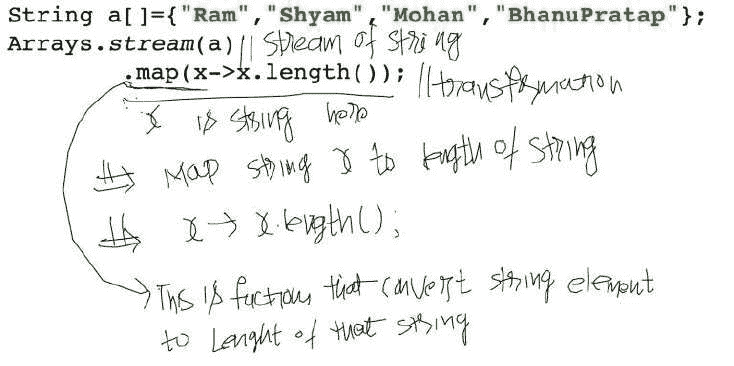 String a[]={"Ram","Shyam","Mohan","BhanuPratap"};
Arrays.stream(a)// Stream of string
.map(x->x.length()); //transformation
x is string here
Map string x to length of string
x → x.length();
This is fuction that convert string element
to Lenght of that string